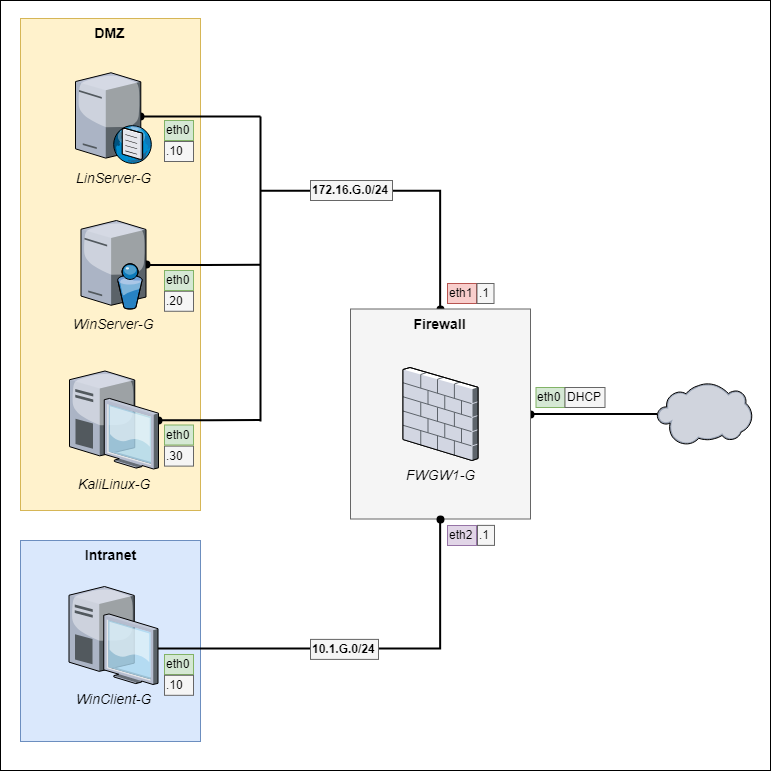 DMZ
eth0
.10
LinServer-G
172.16.G.0/24
eth0
.20
WinServer-G
eth1 .1
Firewall
eth0 DHCP
eth0
.30
FWGW1-G
KaliLinux-G
eth2 .1
Intranet
10.1.G.0/24
eth0
.10
WinClient-G